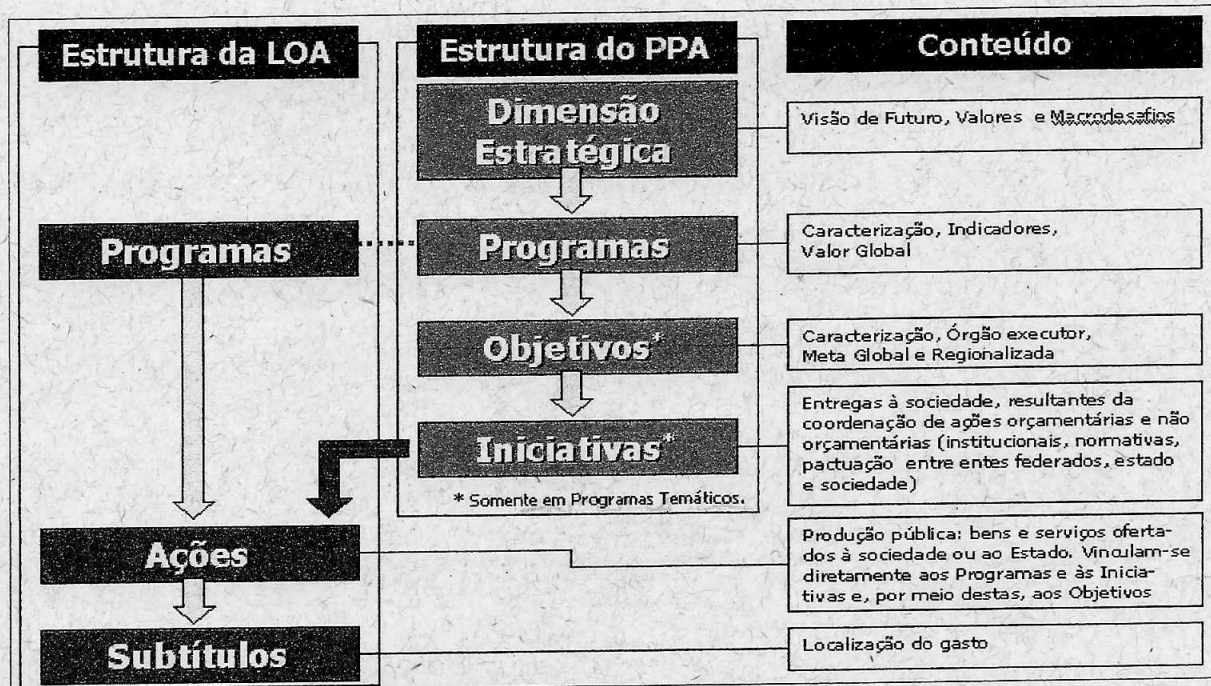 Estrutura da LOA
Estrutura do PPA
Conteúdo
Dimensão
Estratégica
Visão de Futuro, Valores e Macrodesafios
Programas
Programas
Caracterização, Indicadores,
Valor Global
Objetivos*
Caracterização, Órgão executor,
Meta Global e Regionalizada
Iniciativas*
Entregas à sociedade, resultantes da
coordenação de ações orçamentárias e não
orçamentárias (institucionais, normativas,
pactuação entre entes federados, estado
e sociedade)
* Somente em Programas Temáticos.
Ações
Produção pública: bens e serviços oferta-
dos à sociedade ou ao Estado. Vinculam-se
diretamente aos Programas e às Inicia-
tivas e, por meio destas, aos Objetivos
Subtítulos
Localização do gasto